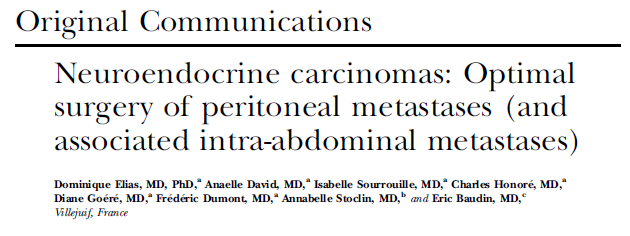 Original Communications
Neuroendocrine carcinomas: Optimal
surgery of peritoneal metastases (and
associated intra-abdominal metastases)
Dominique Elias, MD, PhD,a Anaelle David, MD,a Isabelle Sourrouille, MD,a Charles Honoré, MD,a
Diane Goéré, MD,a Frédéric Dumont, MD,a Annabelle Stoclin, MD,b and Eric Baudin, MD,c
Villejuif, France